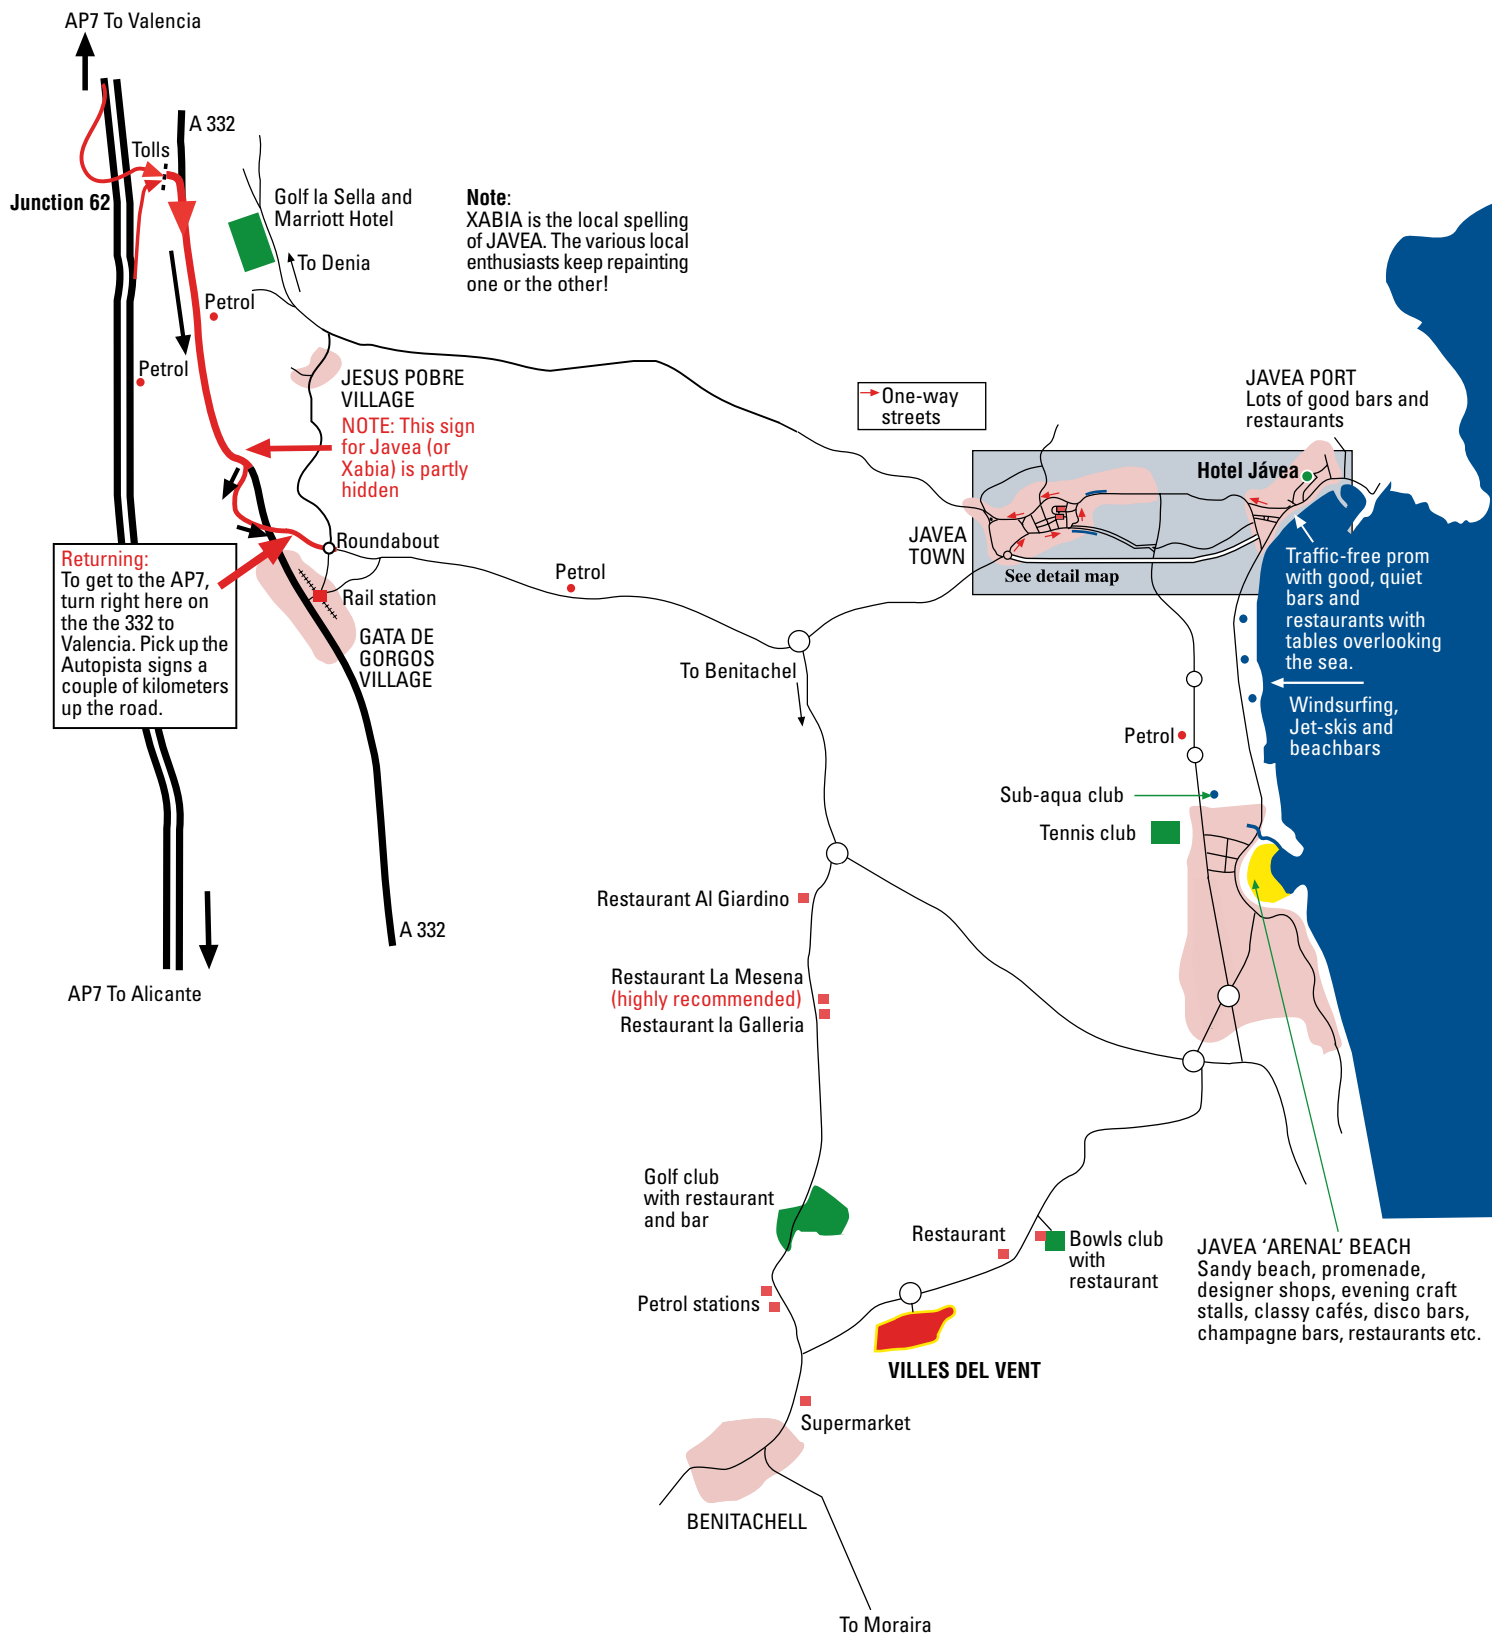 AP7 To Valencia
A 332
Tolls
Junction 62
Golf la Sella and
Marriott Hotel
To Denia
Note:
XABIA is the local spelling
of JAVEA. The various local
enthusiasts keep repainting
one or the other!
Petrol
Petrol
JESUS POBRE
VILLAGE
NOTE: This sign
for Javea (or
Xabia) is partly
hidden
One-way
streets
JAVEA PORT
Lots of good bars and
restaurants
Hotel Jávea
JAVEA
TOWN
See detail map
Roundabout
Petrol
Rail station
GATA DE
GORGOS
VILLAGE
Returning:
To get to the AP7,
turn right here on
the the 332 to
Valencia. Pick up the
Autopista signs a
couple of kilometers
up the road.
Traffic-free prom
with good, quiet
bars and
restaurants with
tables overlooking
the sea.
To Benitachel
Windsurfing,
Jet-skis and
beachbars
Petrol
Sub-aqua club
Tennis club
Restaurant Al Giardino
A 332
AP7 To Alicante
Restaurant La Mesena
(highly recommended)
Restaurant la Galleria
Golf club
with restaurant
and bar
Restaurant
Bowls club
with
restaurant
JAVEA ‘ARENAL’ BEACH
Sandy beach, promenade,
designer shops, evening craft
stalls, classy cafés, disco bars,
champagne bars, restaurants etc.
Petrol stations
VILLES DEL VENT
Supermarket
BENITACHELL
To Moraira